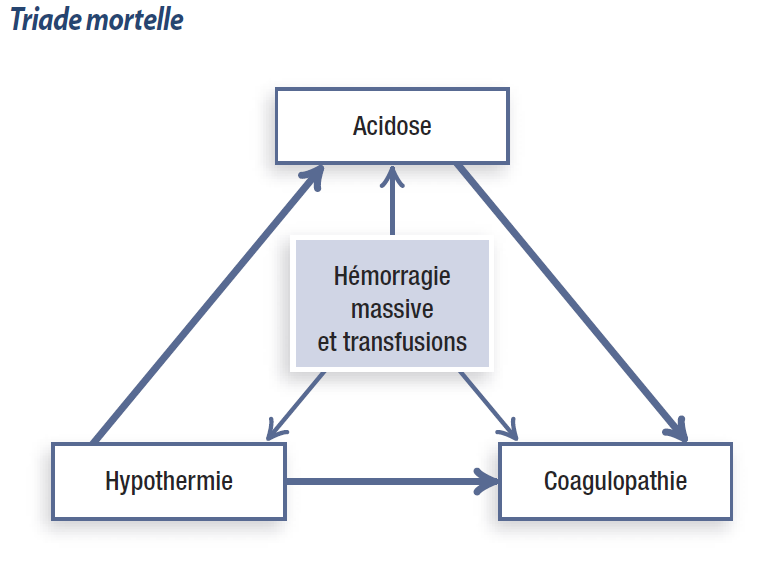 Triade mortelle
Acidose
Hémorragie
massive
et transfusions
Hypothermie
Coagulopathie